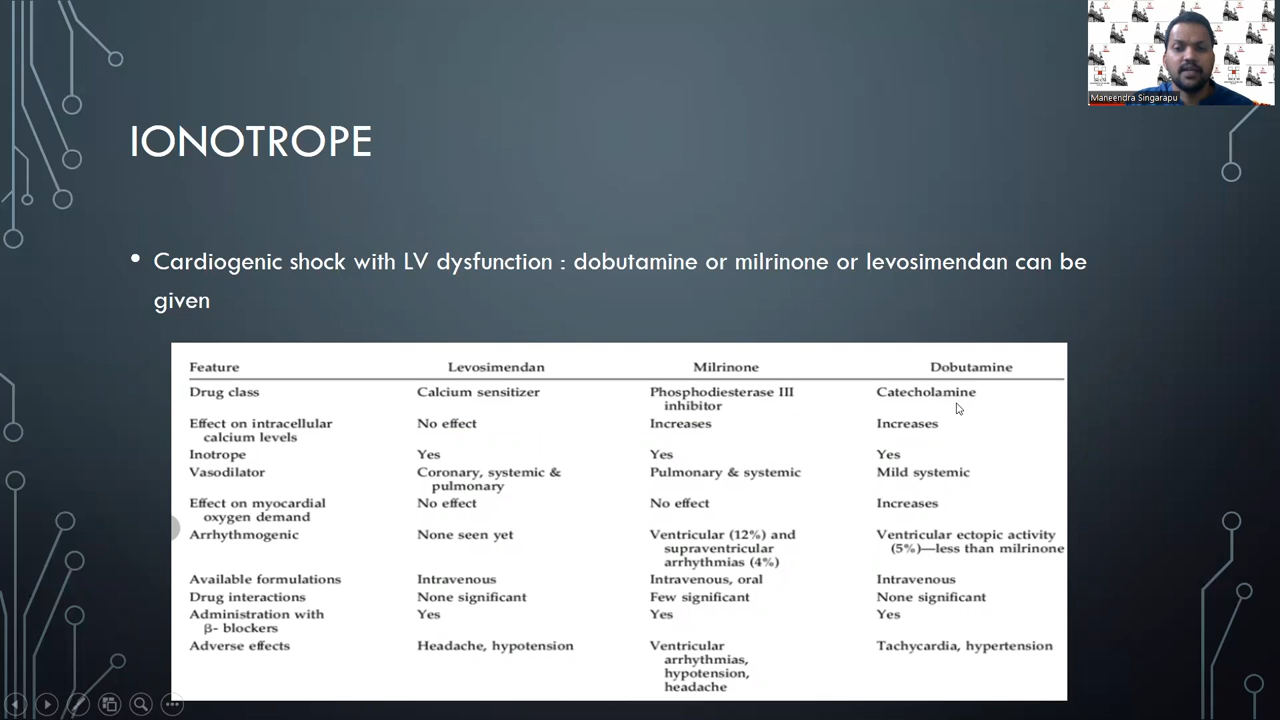 Maneendra Singarapu
IONOTROPE
• Cardiogenic shock with LV dysfunction : dobutamine or milrinone or levosimendan can be
given
Feature Levosimendan Milrinone Dobutamine
Drug class Calcium sensitizer Phosphodiesterase III Catecholamine
inhibitor
Effect on intracellular No effect Increases Increases
calcium levels
Inotrope Yes Yes Yes
Vasodilator Coronary, systemic & Pulmonary & systemic Mild systemic
pulmonary
Effect on myocardial No effect No effect Increases
oxygen demand
Arrhythmogenic None seen yet Ventricular (12%) and Ventricular ectopic activity
supraventricular (5%)—less than milrinone
arrhythmias (4%)
Available formulations Intravenous Intravenous, oral Intravenous
Drug interactions None significant Few significant None significant
Administration with Yes Yes Yes
β- blockers
Adverse effects Headache, hypotension Ventricular Tachycardia, hypertension
arrhythmias,
hypotension,
headache